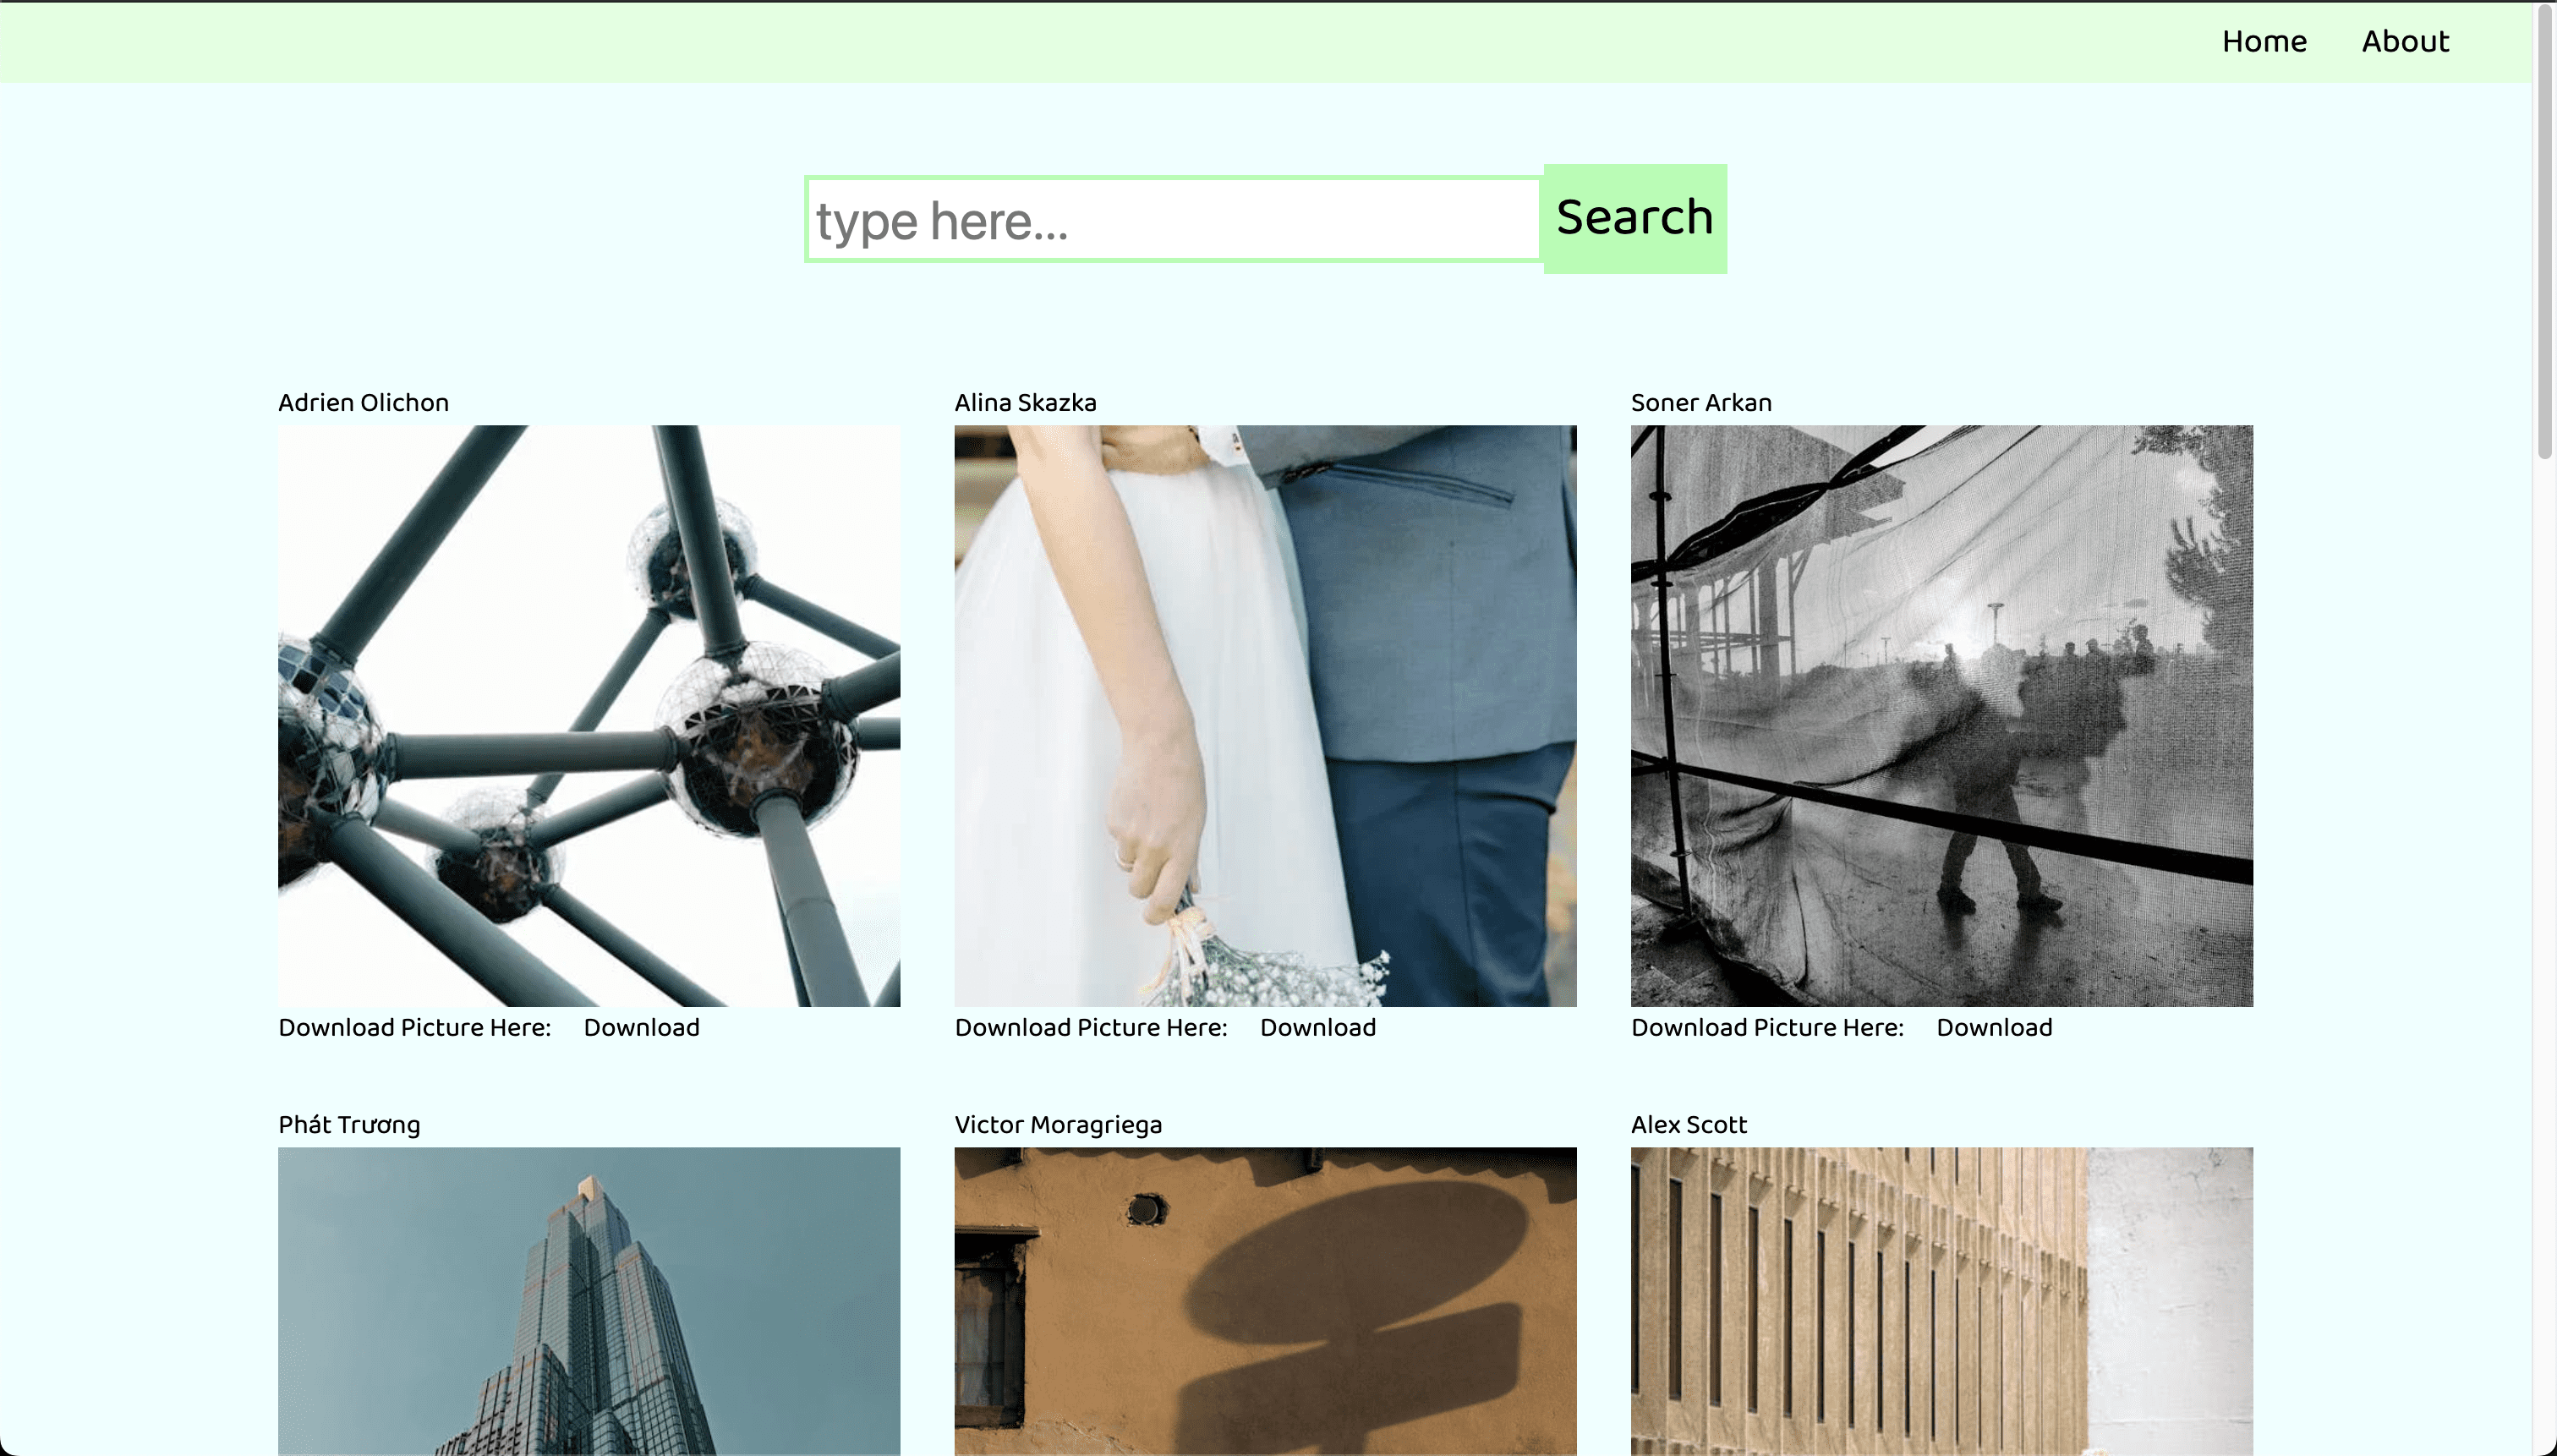 Home About
type here... Search
Adrien Olichon Alina Skazka Soner Arkan
Download Picture Here: Download Download Picture Here: Download Download Picture Here: Download
Phát Trương Victor Moragriega Alex Scott